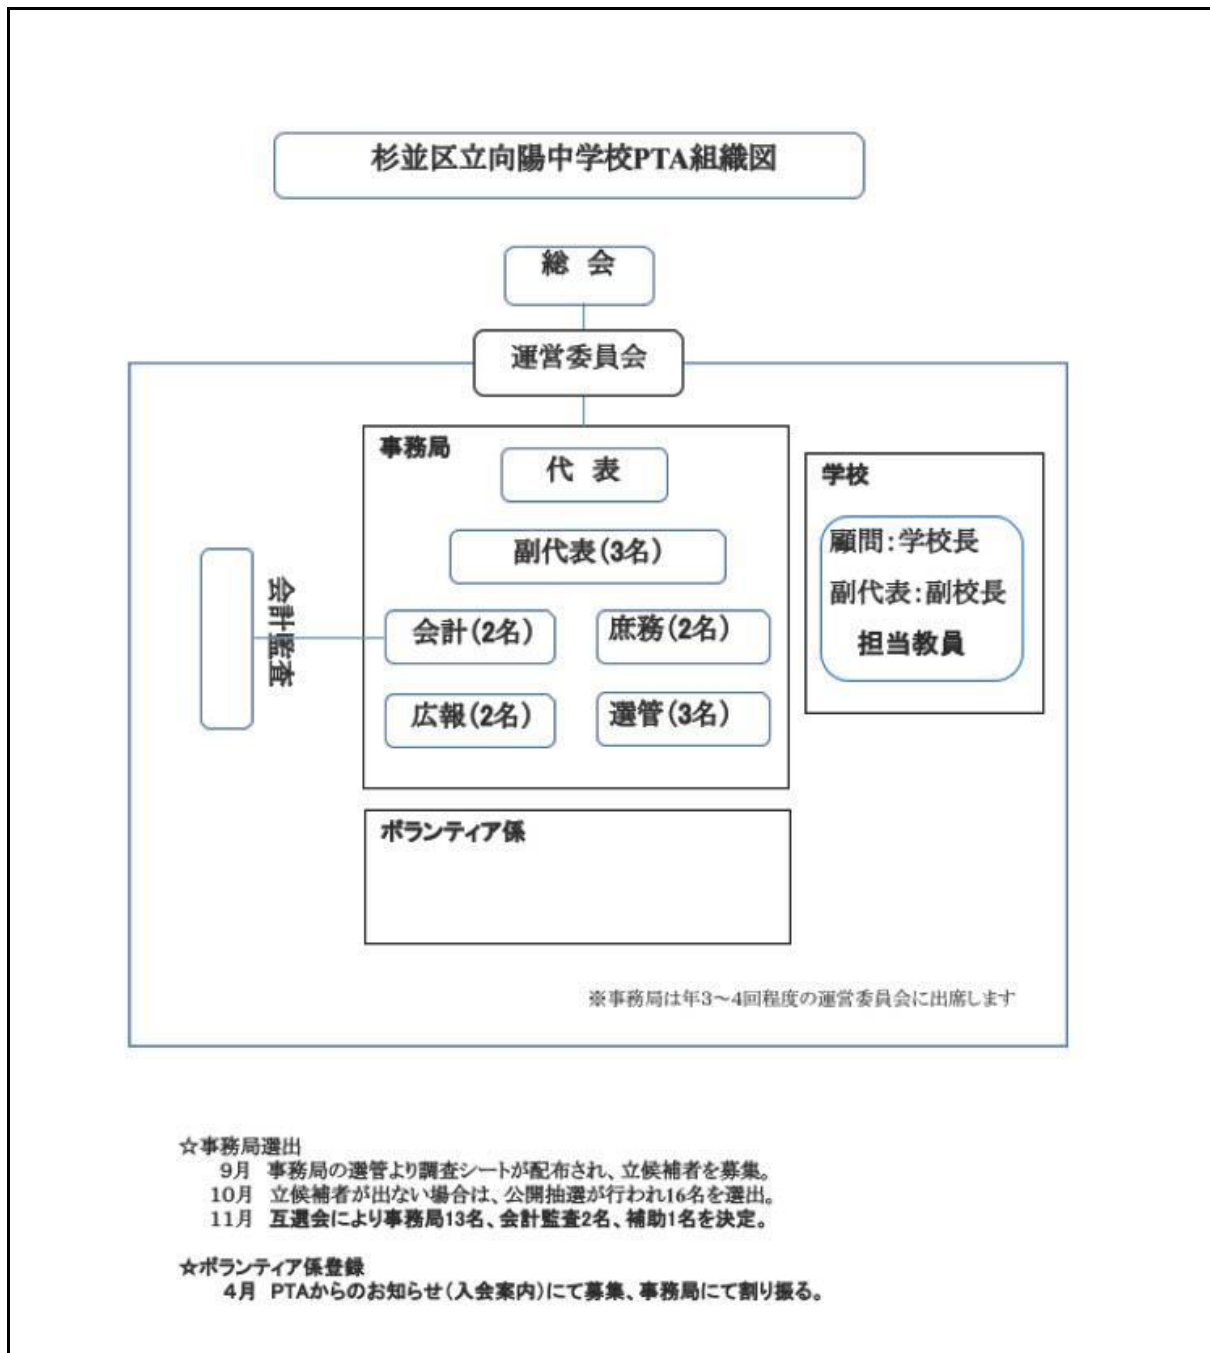 杉並区立向陽中学校PTA組織図
総 会
運営委員会
事務局
代 表
副代表(3名)
会計(2名)
庶務(2名)
広報(2名)
選管(3名)
会計監査
学校
顧問:学校長
副代表:副校長
担当教員
ボランティア係
※事務局は年3~4回程度の運営委員会に出席します
☆事務局選出
9月 事務局の選管より調査シートが配布され、立候補者を募集。
10月 立候補者が出ない場合は、公開抽選が行われ16名を選出。
11月 互選会により事務局13名、会計監査2名、補助1名を決定。
☆ボランティア係登録
4月 PTAからのお知らせ(入会案内)にて募集、事務局にて割り振る。